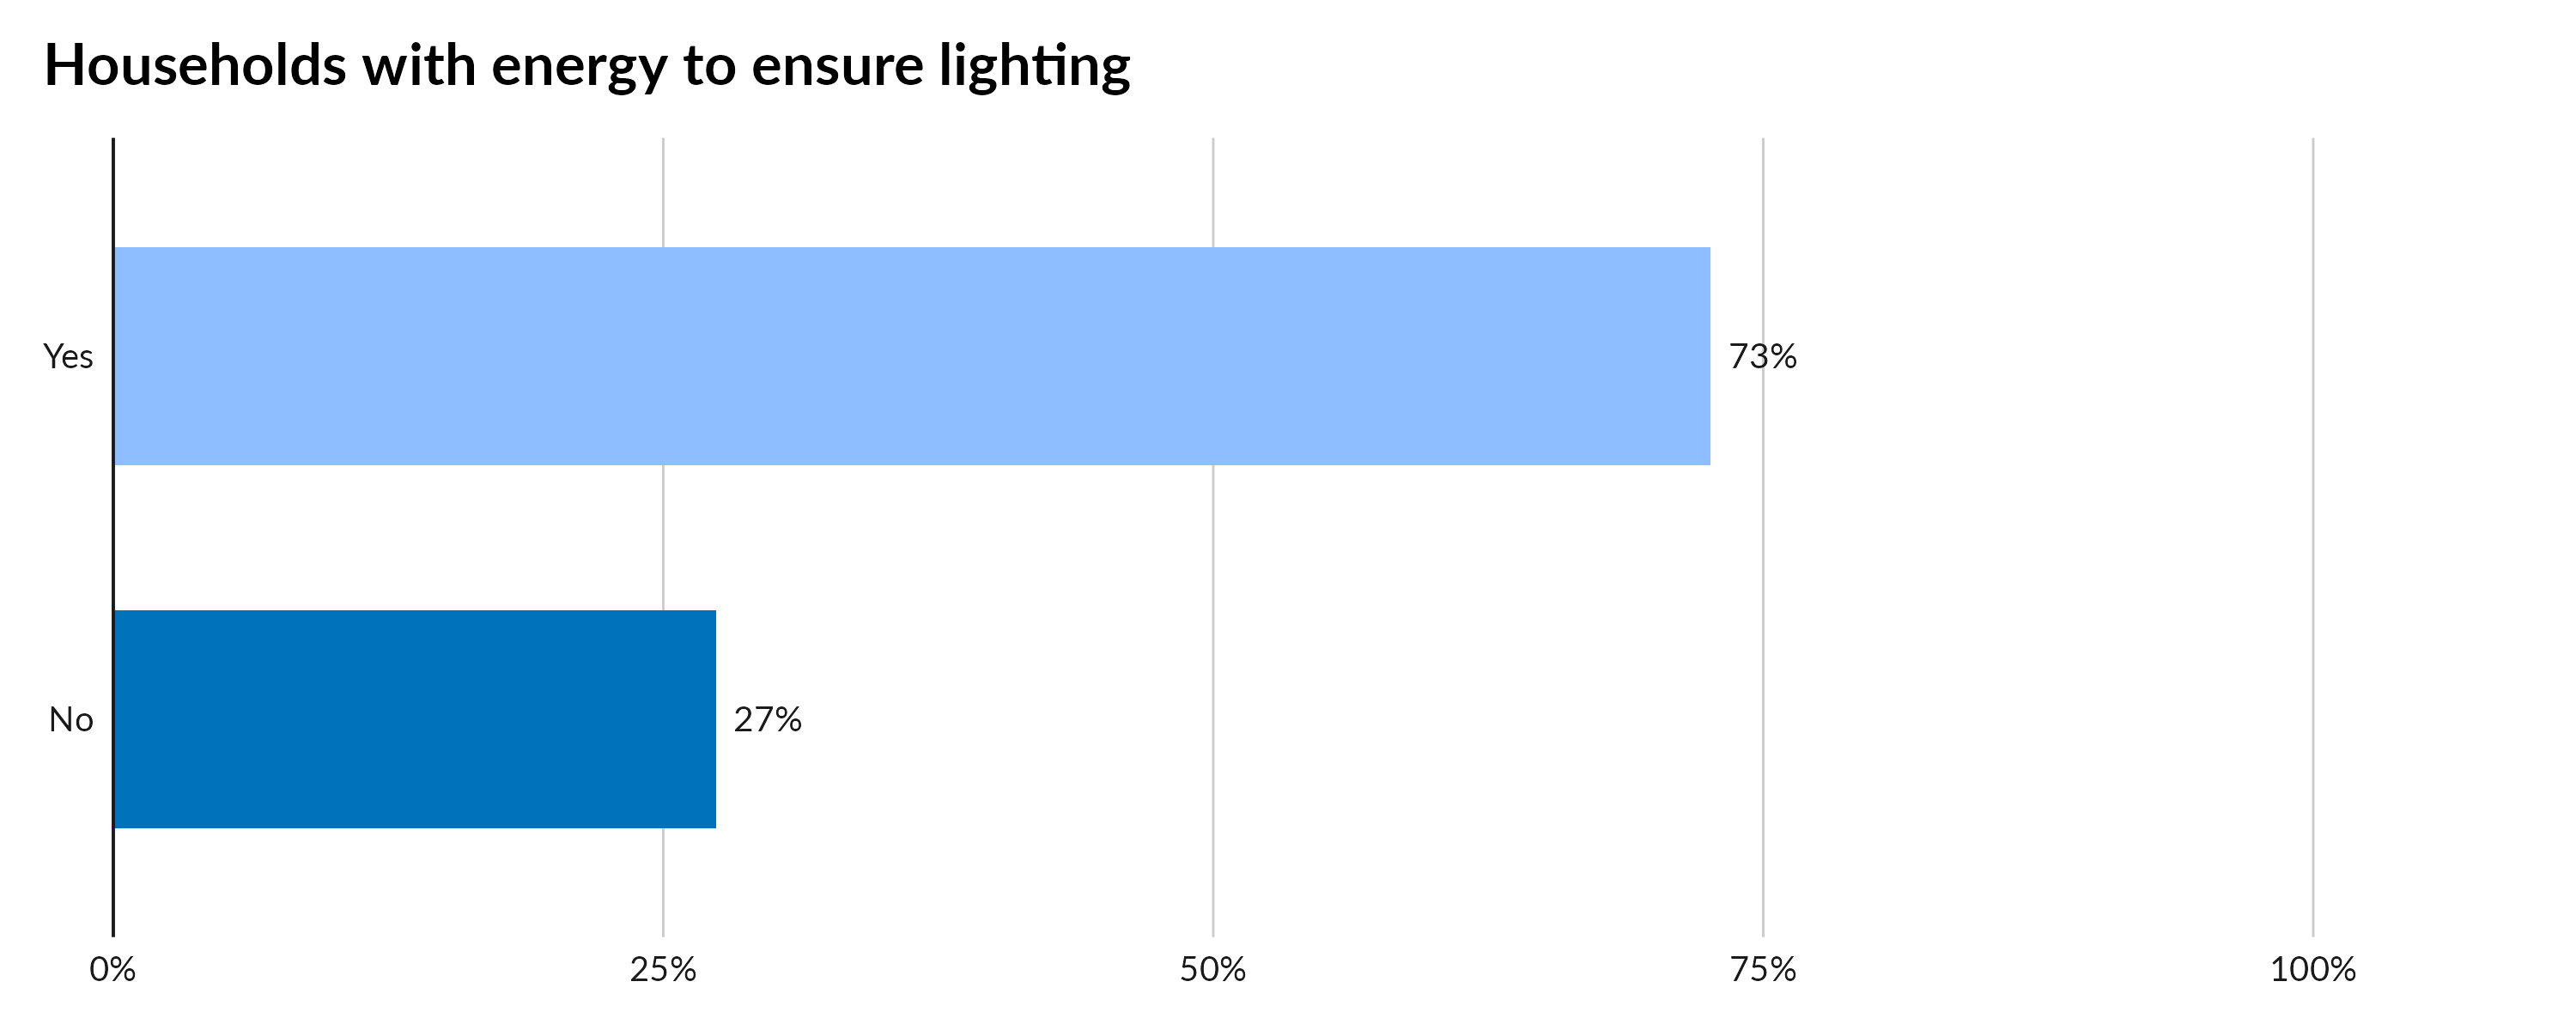 Households with energy to ensure lighting
Yes
73%
No
27%
0%
25%
50%
75%
100%